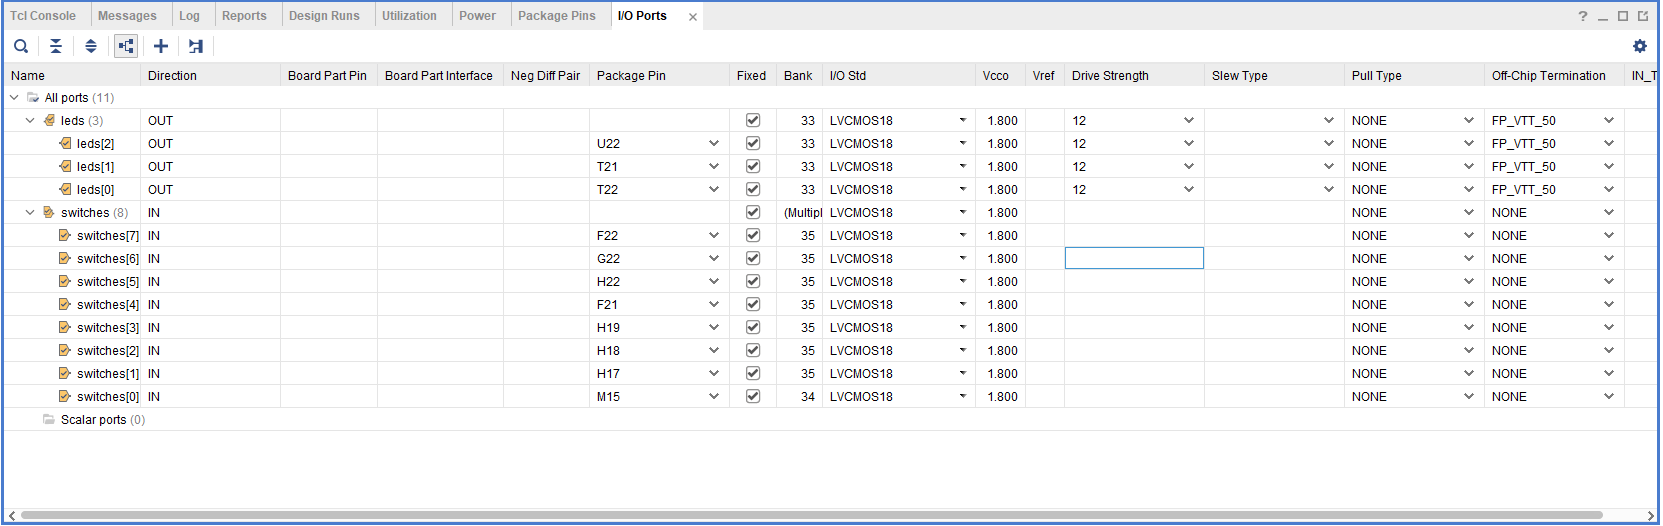 Tcl Console Messages Log Reports Design Runs Utilization Power Package Pins I/O Ports
Name Direction Board Part Pin Board Part Interface Neg Diff Pair Package Pin Fixed Bank I/O Std Vcco Vref Drive Strength Slew Type Pull Type Off-Chip Termination IN_T
All ports (11)
leds (3) OUT 33 LVCMOS18 1.800 12 NONE FP_VTT_50
leds[2] OUT U22 33 LVCMOS18 1.800 12 NONE FP_VTT_50
leds[1] OUT T21 33 LVCMOS18 1.800 12 NONE FP_VTT_50
leds[0] OUT T22 33 LVCMOS18 1.800 12 NONE FP_VTT_50
switches (8) IN (Multipl LVCMOS18 1.800 NONE NONE
switches[7] IN F22 35 LVCMOS18 1.800 NONE NONE
switches[6] IN G22 35 LVCMOS18 1.800 NONE NONE
switches[5] IN H22 35 LVCMOS18 1.800 NONE NONE
switches[4] IN F21 35 LVCMOS18 1.800 NONE NONE
switches[3] IN H19 35 LVCMOS18 1.800 NONE NONE
switches[2] IN H18 35 LVCMOS18 1.800 NONE NONE
switches[1] IN H17 35 LVCMOS18 1.800 NONE NONE
switches[0] IN M15 34 LVCMOS18 1.800 NONE NONE
Scalar ports (0)